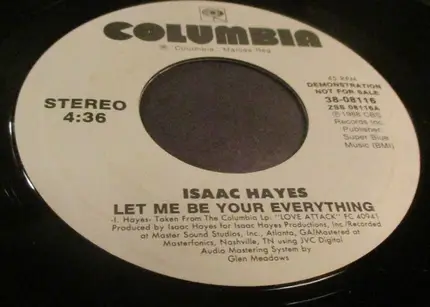 COLUMBIA
® Columbia, Marcas Reg
STEREO
4:36
45 RPM
DEMONSTRATION
NOT FOR SALE
38-08116
ZSS 08116A
℗ 1988 CBS
Records Inc.
Publisher
Super Blue
Music (BMI)
ISAAC HAYES
LET ME BE YOUR EVERYTHING
-I. Hayes- Taken From The Columbia Lp: "LOVE ATTACK" FC 40941
Produced by Isaac Hayes for Isaac Hayes Productions, Inc/Recorded
at Master Sound Studios, Inc., Atlanta, GA/Mastered at
Masterfonics, Nashville, TN using JVC Digital
Audio Mastering System by
Glen Meadows